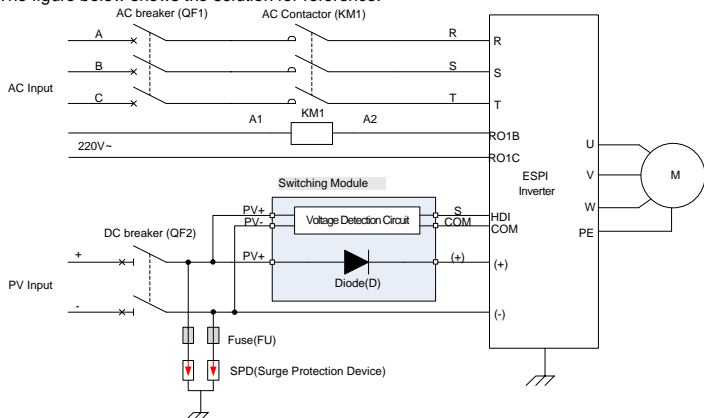 The figure below shows the solution for reference.
AC breaker (QF1)
AC Contactor (KM1)
A
R
R
B
S
S
AC Input
C
T
T
A1
KM1
A2
RO1B
220V~
RO1C
U
V
M
W
PE
ESPI
Inverter
Switching Module
PV+
PV-
Voltage Detection Circuit
S
COM
HDI
COM
DC breaker (QF2)
+
PV+
(+)
(+)
Diode(D)
PV Input
-
(-)
Fuse(FU)
SPD(Surge Protection Device)